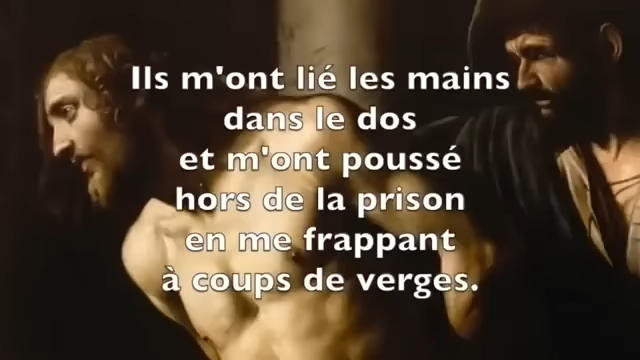 Ils m'ont lié les mains
dans le dos
et m'ont poussé
hors de la prison
en me frappant
à coups de verges.